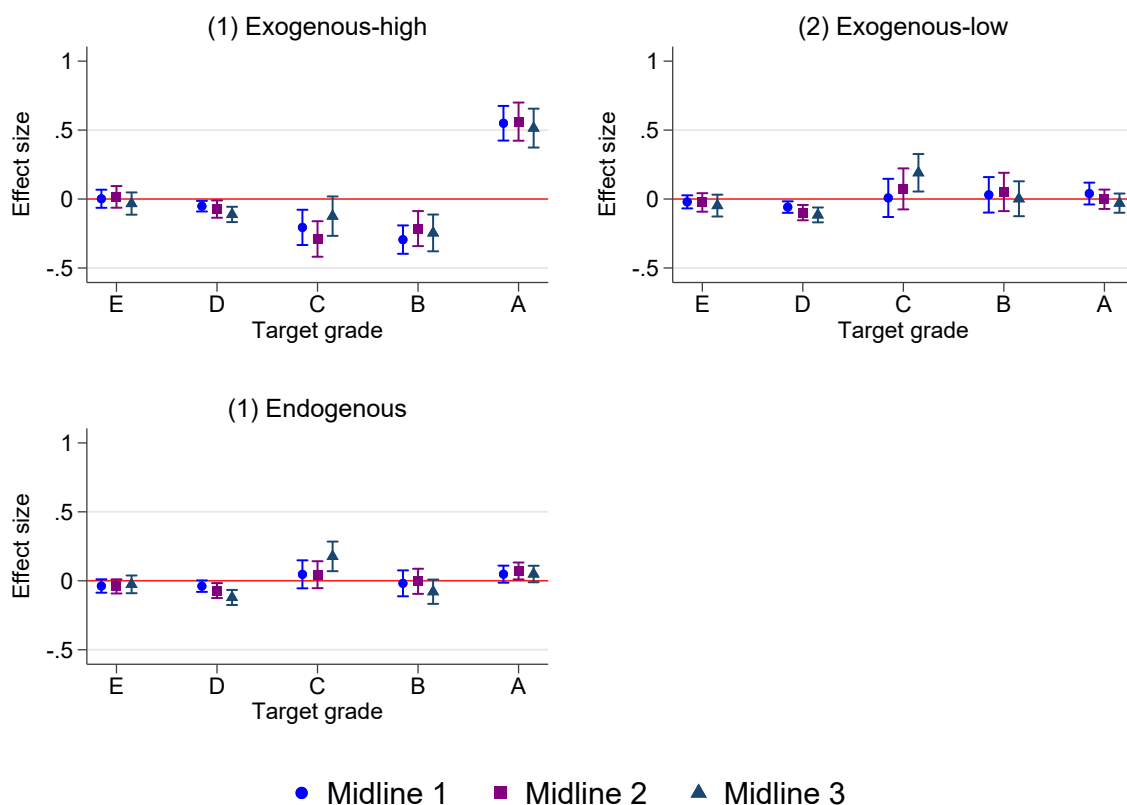 (1) Exogenous-high
Effect size
1
.5
0
-.5
E D C B A
Target grade
(2) Exogenous-low
Effect size
1
.5
0
-.5
E D C B A
Target grade
(1) Endogenous
Effect size
1
.5
0
-.5
E D C B A
Target grade
Midline 1 Midline 2 Midline 3